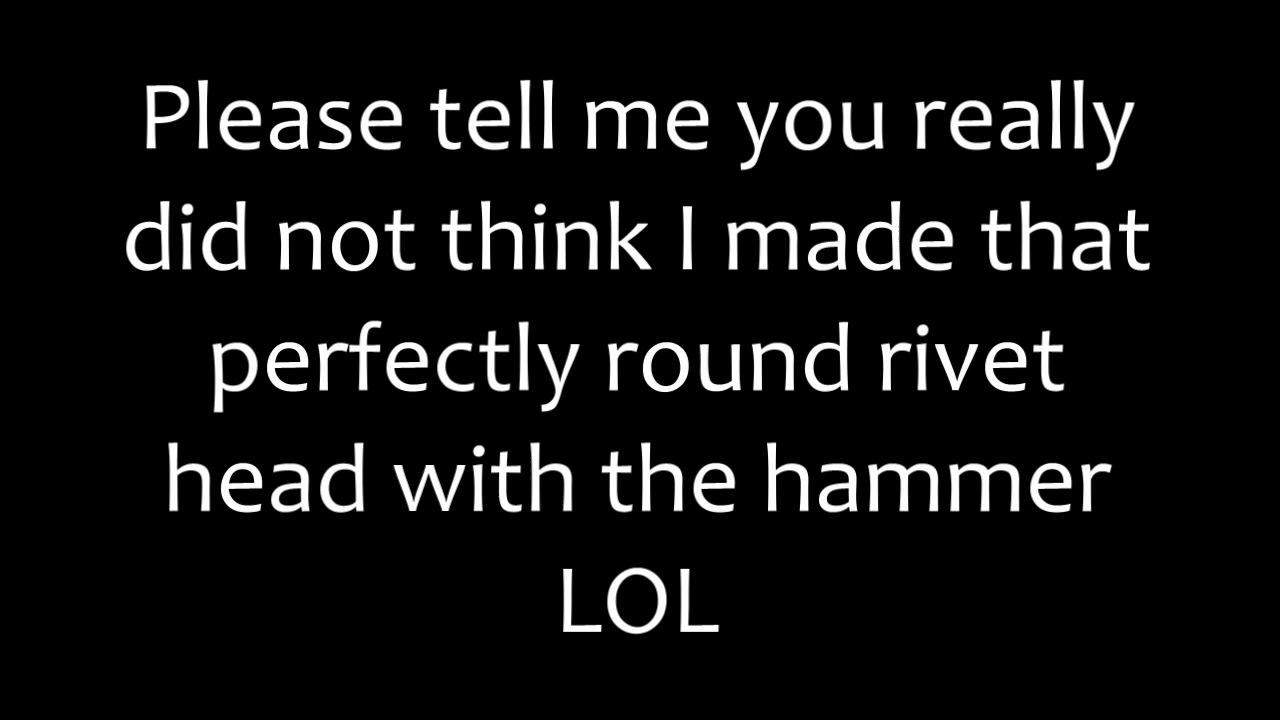 Please tell me you really
did not think I made that
perfectly round rivet
head with the hammer
LOL